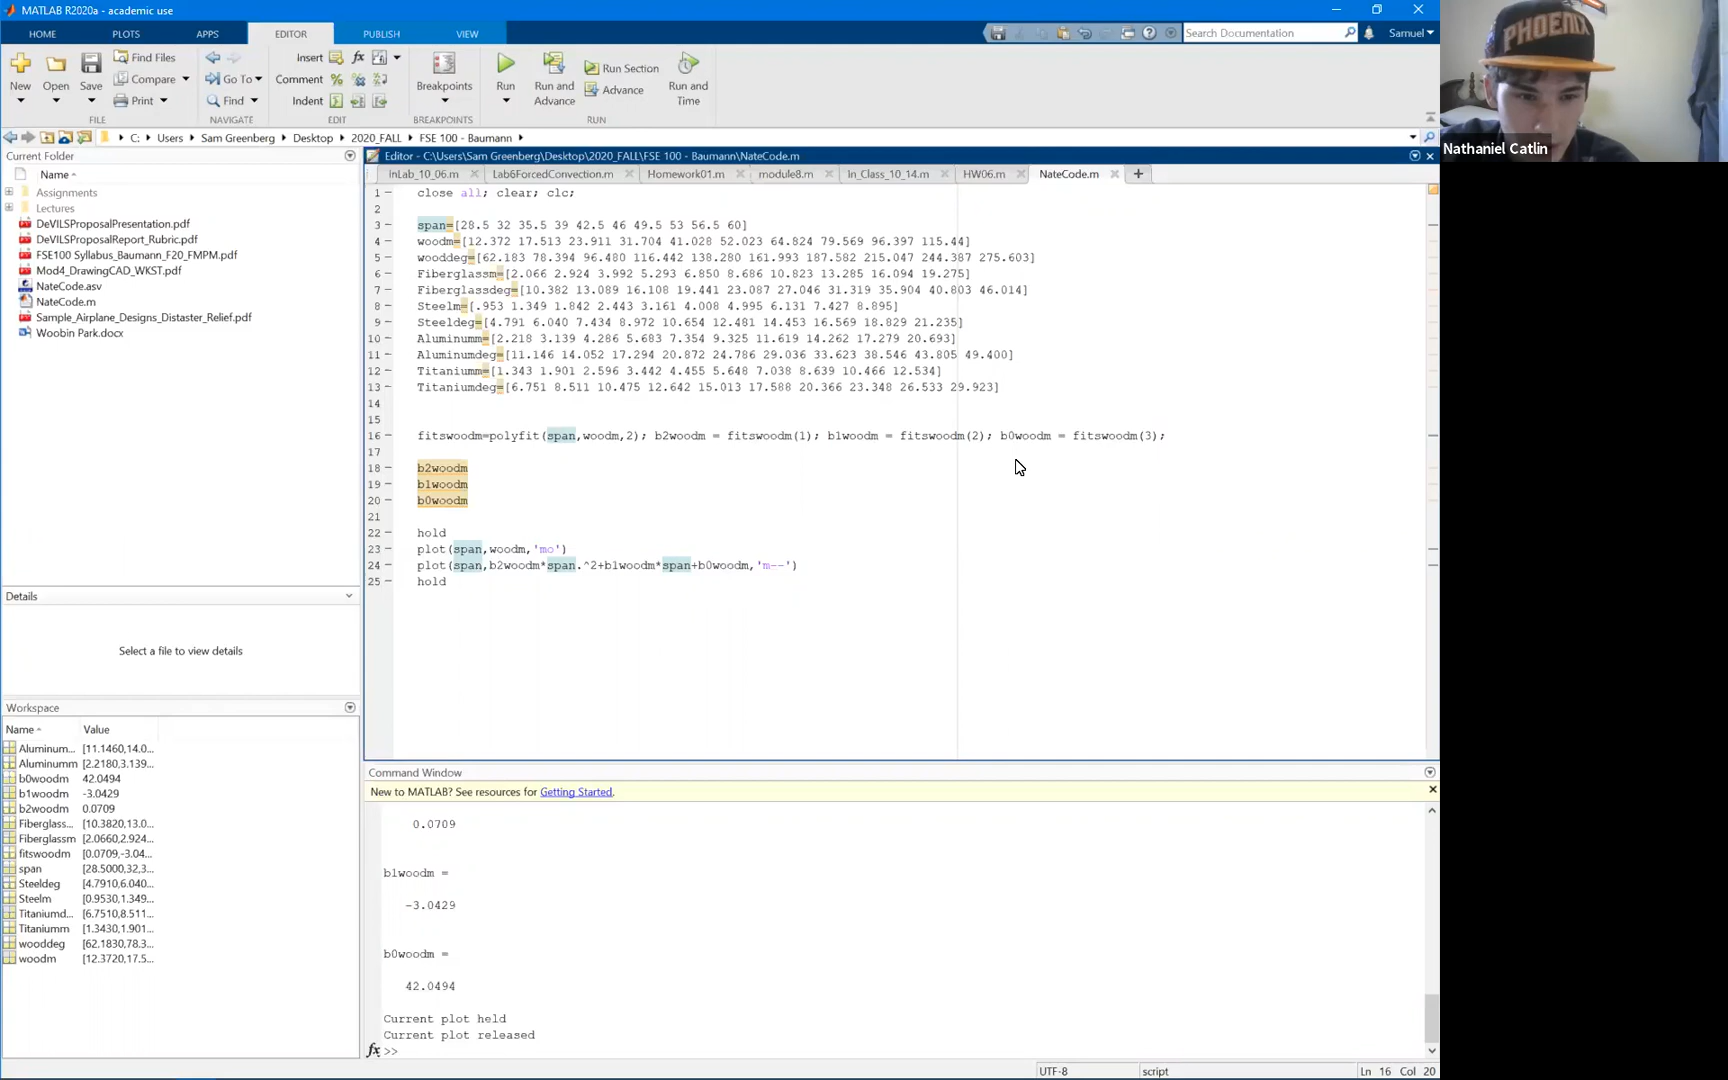 MATLAB R2020a - academic use
HOME PLOTS APPS EDITOR PUBLISH VIEW
Search Documentation
Samuel
New Open Save
Find Files
Compare
Print
FILE
Go To
Find
NAVIGATE
Insert
Comment
Indent
EDIT
Breakpoints
BREAKPOINTS
Run
Run and Advance
Run Section
Advance
Run and Time
RUN
C: Users Sam Greenberg Desktop 2020_FALL FSE 100 - Baumann
Current Folder
Name
Assignments
Lectures
DeVILSProposalPresentation.pdf
DeVILSProposalReport_Rubric.pdf
FSE100 Syllabus_Baumann_F20_FMPM.pdf
Mod4_DrawingCAD_WKST.pdf
NateCode.asv
NateCode.m
Sample_Airplane_Designs_Distaster_Relief.pdf
Woobin Park.docx
Details
Select a file to view details
Workspace
Name Value
Aluminum... [11.1460,14.0...
Aluminumm [2.2180,3.139...
b0woodm 42.0494
b1woodm -3.0429
b2woodm 0.0709
Fiberglass... [10.3820,13.0...
Fiberglassm [2.0660,2.924...
fitswoodm [0.0709,-3.04...
span [28.5000,32,3...
Steeldeg [4.7910,6.040...
Steelm [0.9530,1.349...
Titaniumd... [6.7510,8.511...
Titaniumm [1.3430,1.901...
wooddeg [62.1830,78.3...
woodm [12.3720,17.5...
Editor - C:\Users\Sam Greenberg\Desktop\2020_FALL\FSE 100 - Baumann\NateCode.m
InLab_10_06.m Lab6ForcedConvection.m Homework01.m module8.m In_Class_10_14.m HW06.m NateCode.m
1 close all; clear; clc;
2
3 span=[28.5 32 35.5 39 42.5 46 49.5 53 56.5 60]
4 woodm=[12.372 17.513 23.911 31.704 41.028 52.023 64.824 79.569 96.397 115.44]
5 wooddeg=[62.183 78.394 96.480 116.442 138.280 161.993 187.582 215.047 244.387 275.603]
6 Fiberglassm=[2.066 2.924 3.992 5.293 6.850 8.686 10.823 13.285 16.094 19.275]
7 Fiberglassdeg=[10.382 13.089 16.108 19.441 23.087 27.046 31.319 35.904 40.803 46.014]
8 Steelm=[.953 1.349 1.842 2.443 3.161 4.008 4.995 6.131 7.427 8.895]
9 Steeldeg=[4.791 6.040 7.434 8.972 10.654 12.481 14.453 16.569 18.829 21.235]
10 Aluminumm=[2.218 3.139 4.286 5.683 7.354 9.325 11.619 14.262 17.279 20.693]
11 Aluminumdeg=[11.146 14.052 17.294 20.872 24.786 29.036 33.623 38.546 43.805 49.400]
12 Titaniumm=[1.343 1.901 2.596 3.442 4.455 5.648 7.038 8.639 10.466 12.534]
13 Titaniumdeg=[6.751 8.511 10.475 12.642 15.013 17.588 20.366 23.348 26.533 29.923]
14
15
16 fitswoodm=polyfit(span,woodm,2); b2woodm = fitswoodm(1); b1woodm = fitswoodm(2); b0woodm = fitswoodm(3);
17
18 b2woodm
19 b1woodm
20 b0woodm
21
22 hold
23 plot(span,woodm,'mo')
24 plot(span,b2woodm*span.^2+b1woodm*span+b0woodm,'m--')
25 hold
Command Window
New to MATLAB? See resources for Getting Started.
0.0709
b1woodm =
-3.0429
b0woodm =
42.0494
Current plot held
Current plot released
fx >>
UTF-8 script Ln 16 Col 20
PHOENIX
Nathaniel Catlin